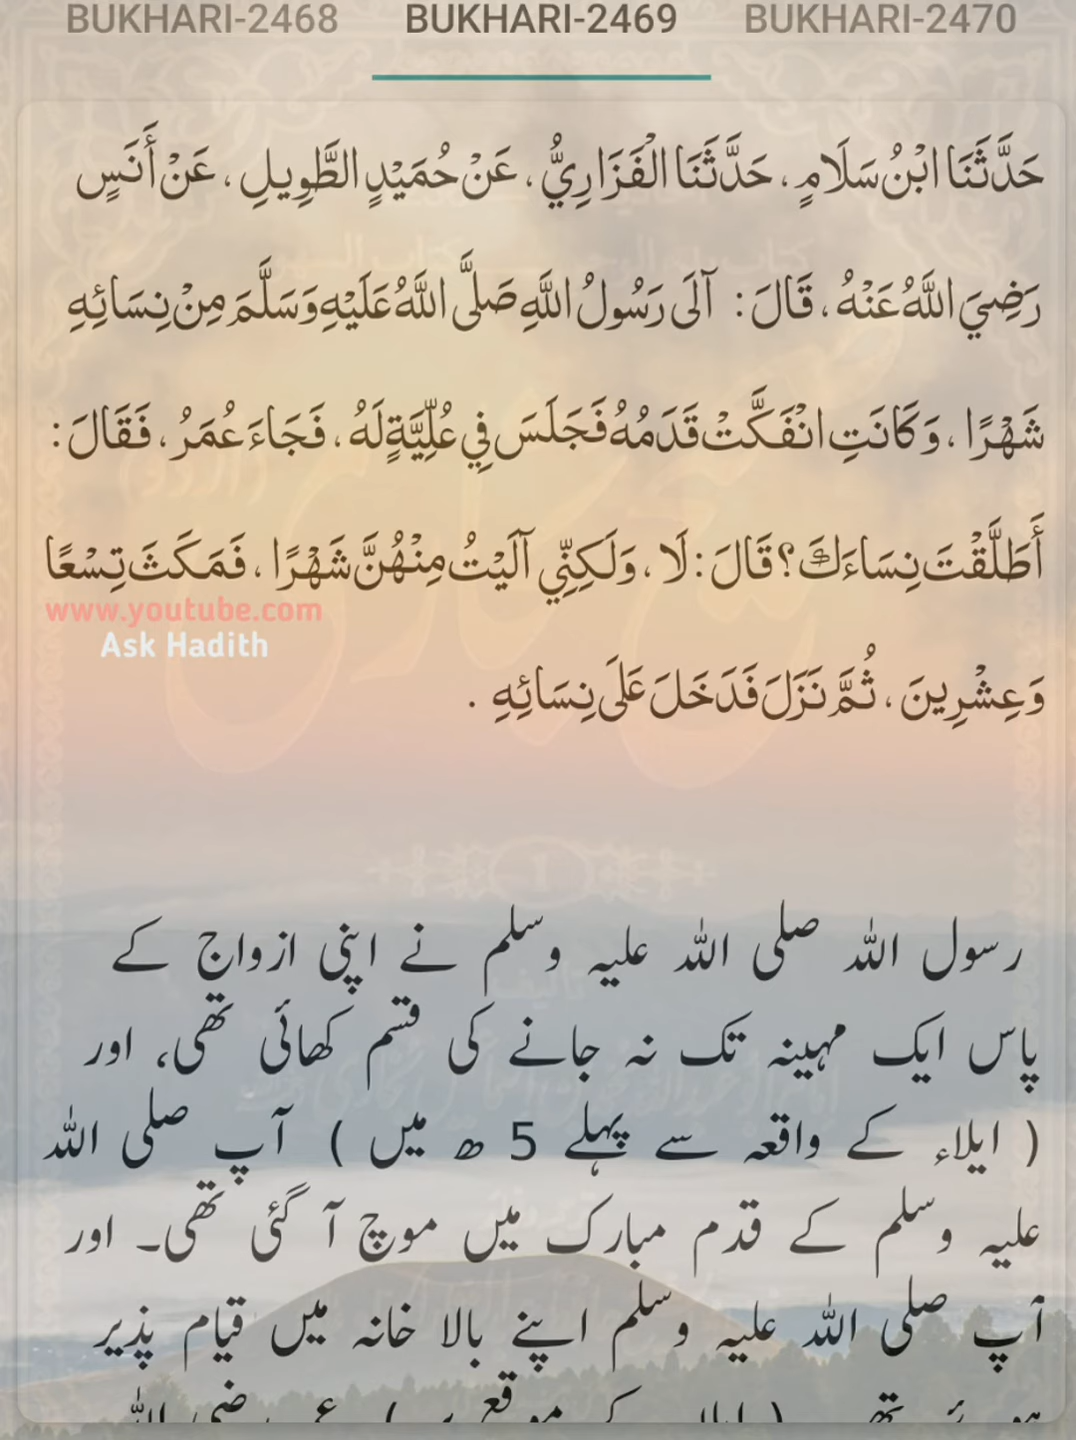 BUKHARI-2468 BUKHARI-2469 BUKHARI-2470
حَدَّثَنَا ابْنُ سَلَامٍ، حَدَّثَنَا الْفَزَارِيُّ، عَنْ حُمَيْدٍ الطَّوِيلِ، عَنْ أَنَسٍ
رَضِيَ اللَّهُ عَنْهُ، قَالَ: آلَى رَسُولُ اللَّهِ صَلَّى اللَّهُ عَلَيْهِ وَسَلَّمَ مِنْ نِسَائِهِ
شَهْرًا، وَكَانَتِ انْفَكَّتْ قَدَمُهُ فَجَلَسَ فِي عُلِّيَّةٍ لَهُ، فَجَاءَ عُمَرُ، فَقَالَ:
أَطَلَّقْتَ نِسَاءَكَ؟ قَالَ: لَا، وَلَكِنِّي آلَيْتُ مِنْهُنَّ شَهْرًا، فَمَكَثَ تِسْعًا
www.youtube.com
Ask Hadith
وَعِشْرِينَ، ثُمَّ نَزَلَ فَدَخَلَ عَلَى نِسَائِهِ .
رسول اللہ صلی اللہ علیہ وسلم نے اپنی ازواج کے
پاس ایک مہینہ تک نہ جانے کی قسم کھائی تھی، اور
( ایلاء کے واقعہ سے پہلے 5 ھ میں ) آپ صلی اللہ
علیہ وسلم کے قدم مبارک میں موچ آ گئی تھی۔ اور
آپ صلی اللہ علیہ وسلم اپنے بالا خانہ میں قیام پذیر